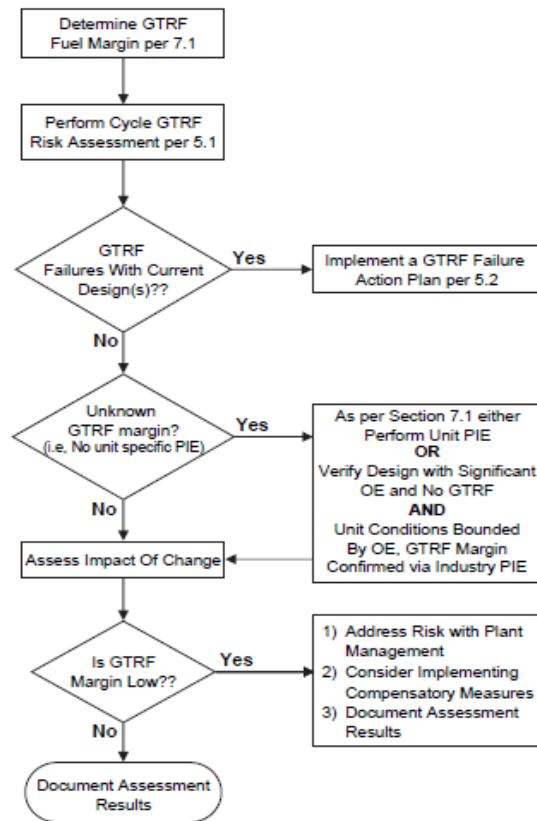 Determine GTRF
Fuel Margin per 7.1
Perform Cycle GTRF
Risk Assessment per 5.1
GTRF
Failures With Current
Design(s)??
Yes
Implement a GTRF Failure
Action Plan per 5.2
No
Unknown
GTRF margin?
(i.e, No unit specific PIE)
Yes
As per Section 7.1 either
Perform Unit PIE
OR
Verify Design with Significant
OE and No GTRF
AND
Unit Conditions Bounded
By OE, GTRF Margin
Confirmed via Industry PIE
No
Assess Impact Of Change
Is GTRF
Margin Low??
Yes
1) Address Risk with Plant
Management
2) Consider Implementing
Compensatory Measures
3) Document Assessment
Results
No
Document Assessment
Results